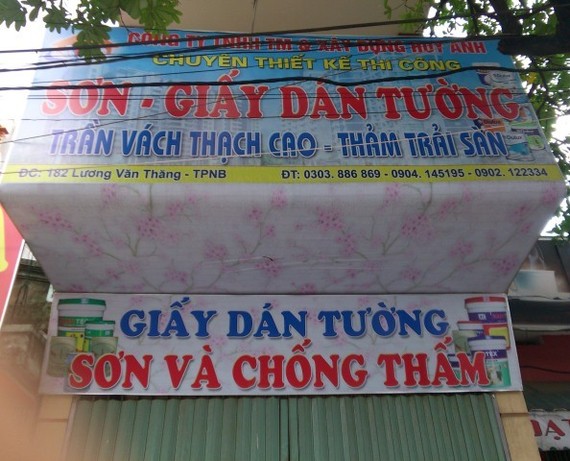 CÔNG TY TNHH TM & XÂY DỰNG HUY ANH
CHUYÊN THIẾT KẾ THI CÔNG
SƠN - GIẤY DÁN TƯỜNG
TRẦN VÁCH THẠCH CAO - THẢM TRẢI SÀN
ĐC: 182 Lương Văn Thăng - TPNB
ĐT: 0303. 886 869 - 0904. 145195 - 0902. 122334
GIẤY DÁN TƯỜNG
SƠN VÀ CHỐNG THẤM